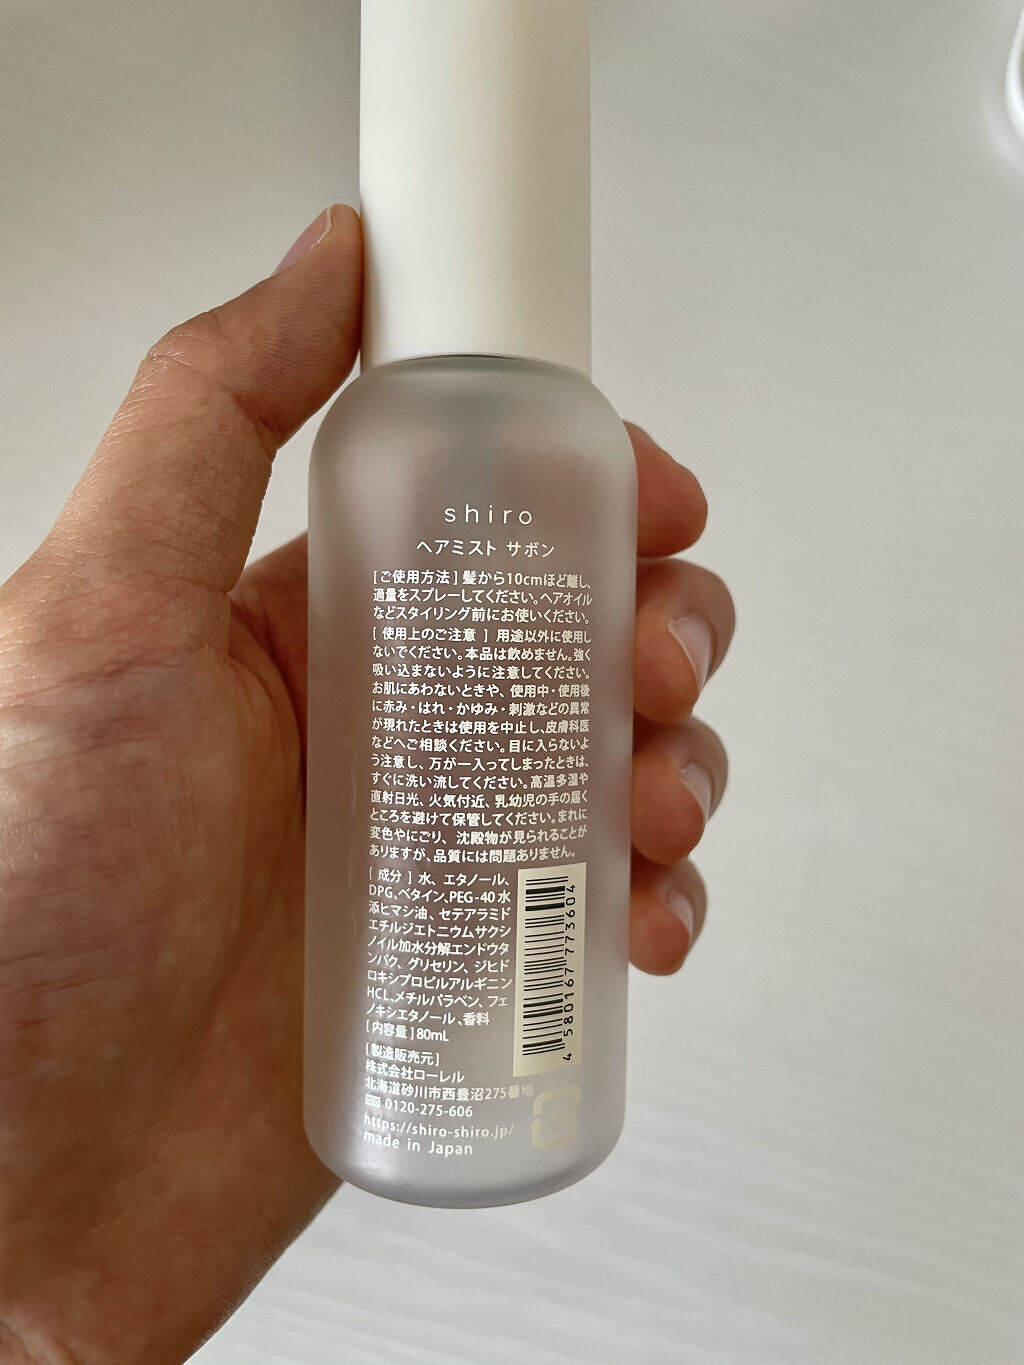 shiro
ヘアミスト サボン
[ご使用方法] 髪から10cmほど離し、
適量をスプレーしてください。ヘアオイル
などスタイリング前にお使いください。
[ 使用上のご注意 ] 用途以外に使用し
ないでください。本品は飲めません。強く
吸い込まないように注意してください。
お肌にあわないときや、使用中・使用後
に赤み・はれ・かゆみ・刺激などの異常
が現れたときは使用を中止し、皮膚科医
などへご相談ください。目に入らないよ
う注意し、万が一入ってしまったときは、
すぐに洗い流してください。高温多湿や
直射日光、火気付近、乳幼児の手の届く
ところを避けて保管してください。まれに
変色やにごり、沈殿物が見られることが
ありますが、品質には問題ありません。
[ 成分 ] 水、エタノール、
DPG、ベタイン、PEG-40水
添ヒマシ油、セテアラミド
エチルジエトニウムサクシ
ノイル加水分解エンドウタ
ンパク、グリセリン、ジヒド
ロキシプロピルアルギニン
HCL、メチルパラベン、フェ
ノキシエタノール、香料
[内容量]80mL
4 580167 773604
[製造販売元]
株式会社ローレル
北海道砂川市西豊沼275番地
0120-275-606
https://shiro-shiro.jp/
made in Japan